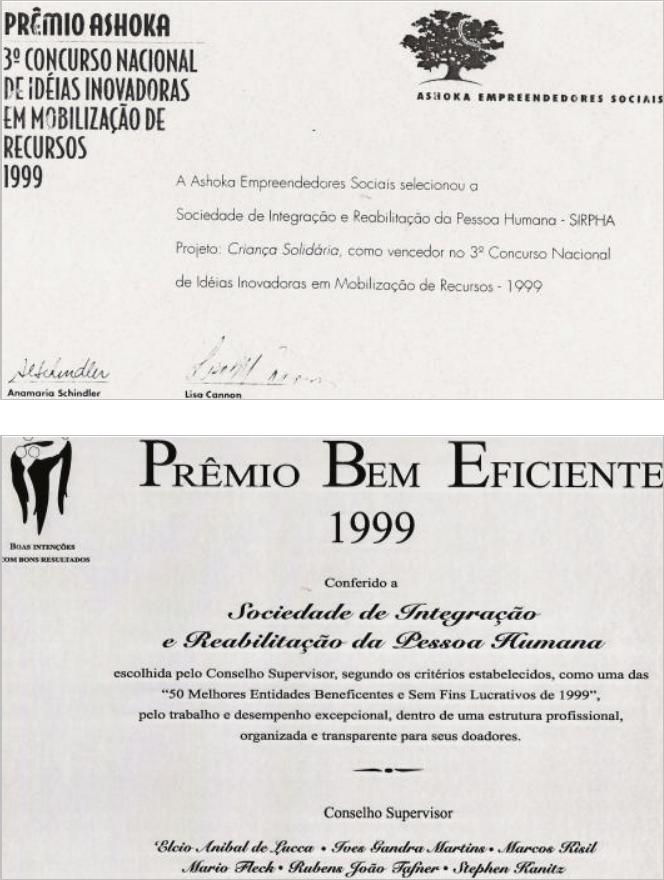 PRÊMIO ASHOKA
3º CONCURSO NACIONAL
DE iDÉIAS INOVADORAS
EM MOBILIZAÇÃO DE
RECURSOS
1999
ASHOKA EMPREENDEDORES SOCIAIS
A Ashoka Empreendedores Sociais selecionou a
Sociedade de Integração e Reabilitação da Pessoa Humana - SIRPHA
Projeto: Criança Solidária, como vencedor no 3º Concurso Nacional
de Idéias Inovadoras em Mobilização de Recursos - 1999
Anamaria Schindler
Lisa Cannon
PRÊMIO BEM EFICIENTE
1999
BOAS INTENÇÕES
COM BONS RESULTADOS
Conferido a
Sociedade de Integração
e Reabilitação da Pessoa Humana
escolhida pelo Conselho Supervisor, segundo os critérios estabelecidos, como uma das
“50 Melhores Entidades Beneficentes e Sem Fins Lucrativos de 1999”,
pelo trabalho e desempenho excepcional, dentro de uma estrutura profissional,
organizada e transparente para seus doadores.
Conselho Supervisor
Elcio Anibal de Lucca • Ives Gandra Martins • Marcos Kisil
Mario Fleck • Rubens João Tafner • Stephen Kanitz